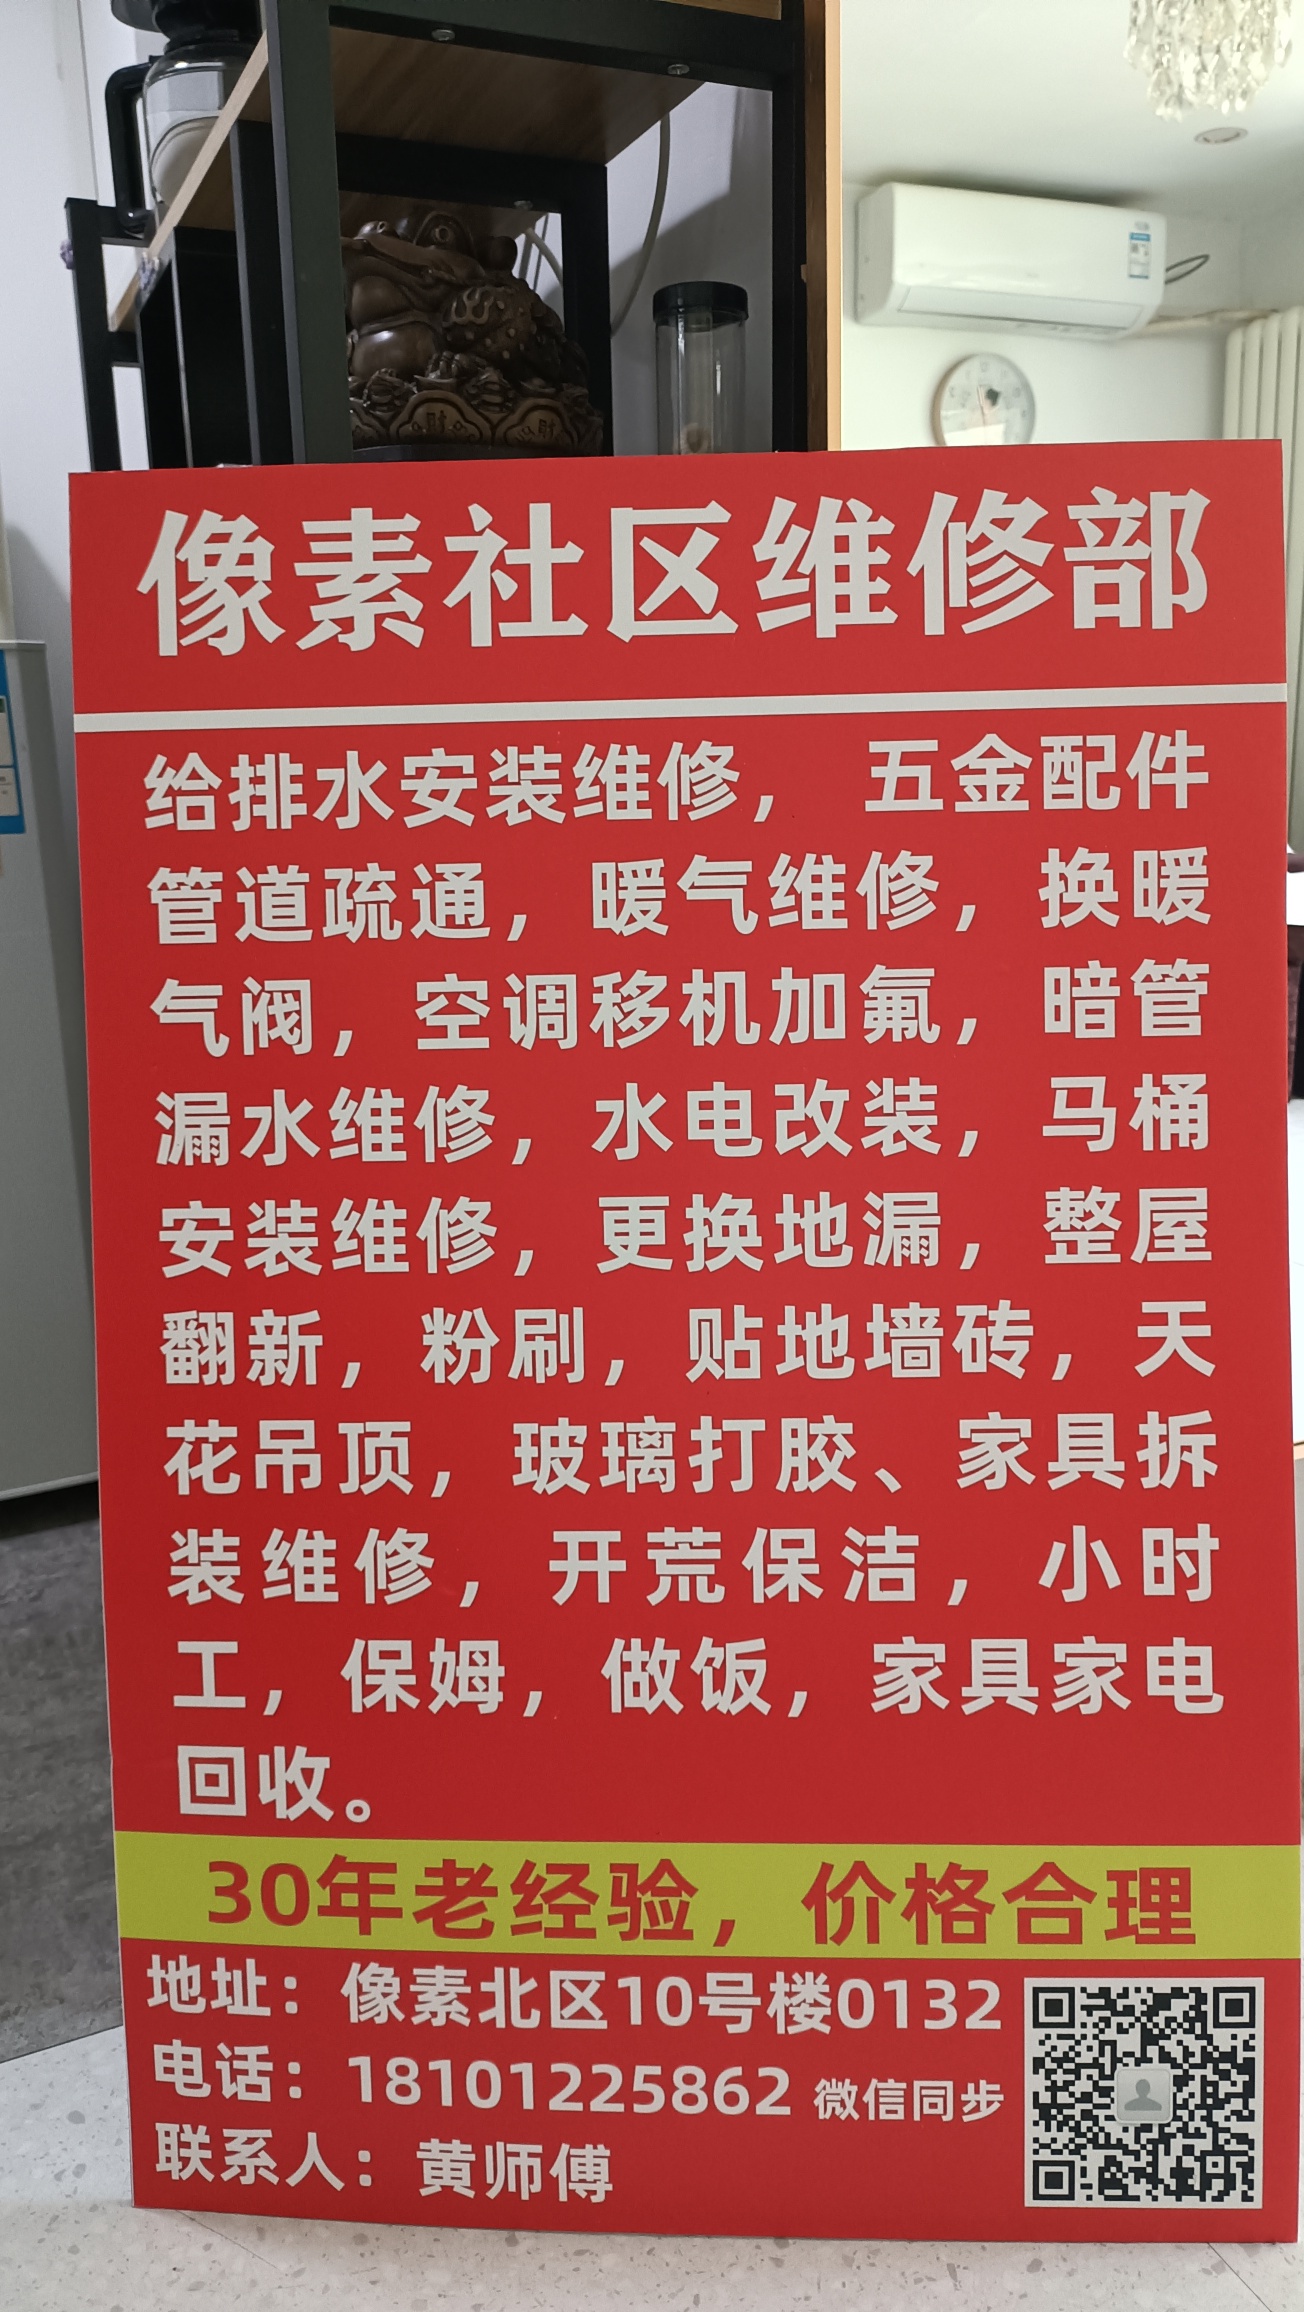 像素社区维修部
给排水安装维修， 五金配件
管道疏通，暖气维修，换暖
气阀，空调移机加氟，暗管
漏水维修，水电改装，马桶
安装维修，更换地漏，整屋
翻新，粉刷，贴地墙砖，天
花吊顶，玻璃打胶、家具拆
装维修，开荒保洁，小时
工，保姆，做饭，家具家电
回收。
30年老经验，价格合理
地址：像素北区10号楼0132
电话：18101225862 微信同步
联系人：黄师傅